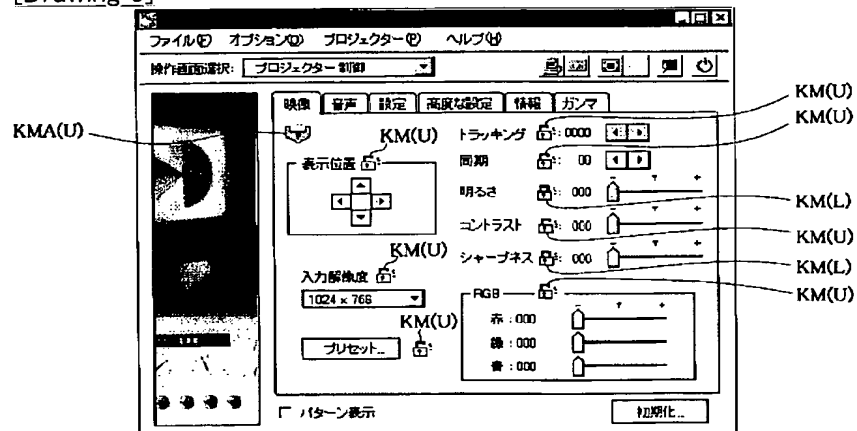 [Drawing
ファイル(F) オプション(O) プロジェクター(P) ヘルプ(H)
操作画面選択: プロジェクター制御
映像 音声 設定 高度な設定 情報 ガンマ
KM(U)
KM(U)
KMA(U)
KM(U)
トラッキング : 0000
表示位置
同期 : 00
明るさ : 000
KM(L)
コントラスト : 000
KM(U)
KM(U)
シャープネス : 000
KM(L)
入力解像度
1024 x 768
RGB
KM(U)
赤 : 000
KM(U)
緑 : 000
プリセット...
青 : 000
パターン表示
初期化...